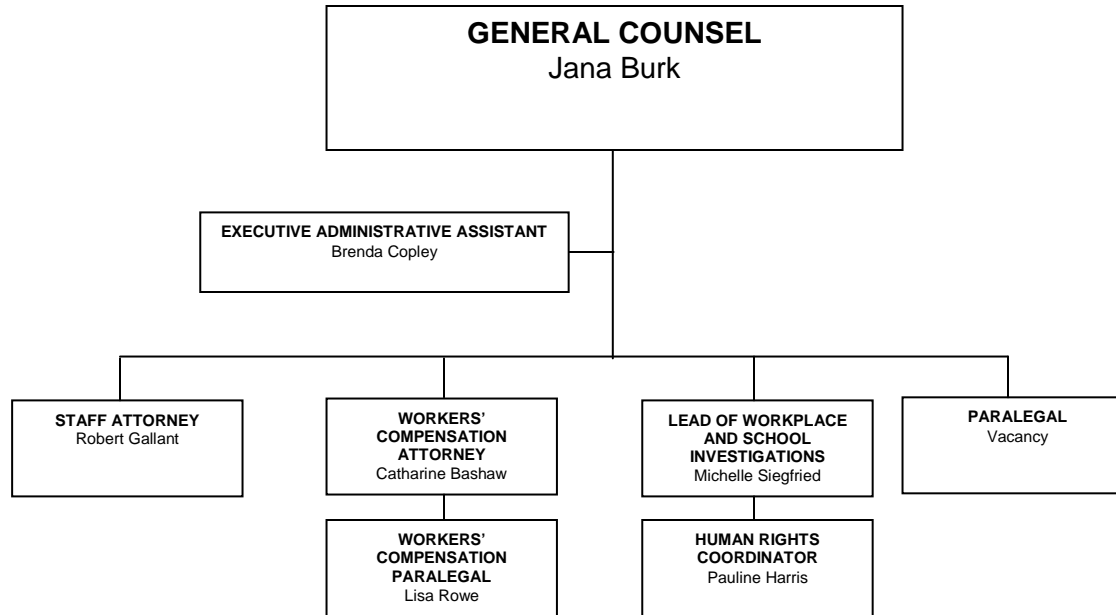 GENERAL COUNSEL
Jana Burk
EXECUTIVE ADMINISTRATIVE ASSISTANT
Brenda Copley
STAFF ATTORNEY
Robert Gallant
WORKERS’
COMPENSATION
ATTORNEY
Catharine Bashaw
LEAD OF WORKPLACE
AND SCHOOL
INVESTIGATIONS
Michelle Siegfried
PARALEGAL
Vacancy
WORKERS’
COMPENSATION
PARALEGAL
Lisa Rowe
HUMAN RIGHTS
COORDINATOR
Pauline Harris